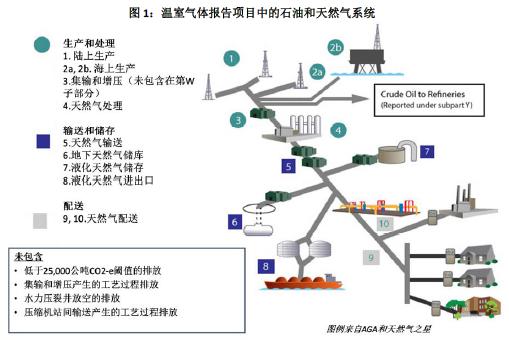 图 1：温室气体报告项目中的石油和天然气系统
生产和处理
1. 陆上生产
2a, 2b. 海上生产
3.集输和增压（未包含在第W
子部分）
4.天然气处理
输送和储存
5.天然气输送
6.地下天然气储库
7.液化天然气储存
8.液化天然气进出口
配送
9, 10.天然气配送
未包含
• 低于25,000公吨CO2-e阈值的排放
• 集输和增压产生的工艺过程排放
• 水力压裂井放空的排放
• 压缩机站间输送产生的工艺过程排放
1
2a
2b
Crude Oil to Refineries
(Reported under subpart Y)
3
4
5
7
6
10
9
8
图例来自AGA和天然气之星